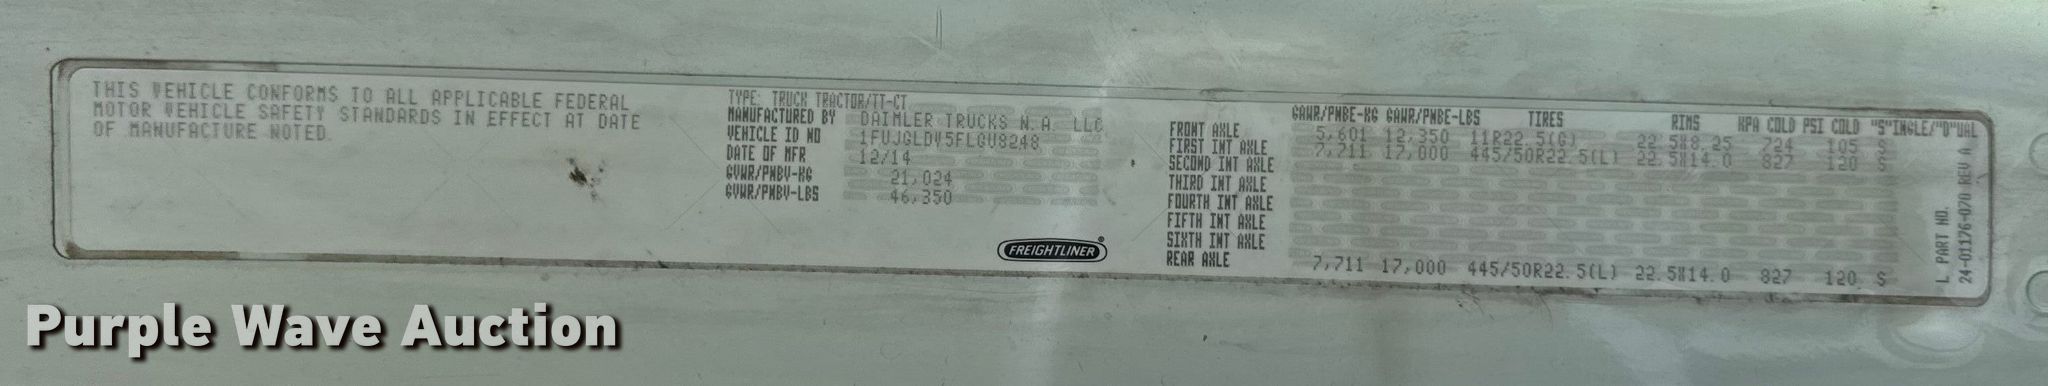 THIS VEHICLE CONFORMS TO ALL APPLICABLE FEDERAL
MOTOR VEHICLE SAFETY STANDARDS IN EFFECT AT DATE
OF MANUFACTURE NOTED.
TYPE: TRUCK TRACTOR/TT-CT
MANUFACTURED BY DAIMLER TRUCKS N.A. LLC
VEHICLE ID NO 1FUJGLDV5FLGU8248
DATE OF MFR 12/14
GVWR/PNBV-KG 21,024
GVWR/PNBV-LBS 46,350
FREIGHTLINER®
GAWR/PNBE-KG GAWR/PNBE-LBS TIRES RIMS KPA COLD PSI COLD "S"INGLE/"D"UAL
FRONT AXLE 5,601 12,350 11R22.5(G) 22.5X8.25 724 105 S
FIRST INT AXLE 7,711 17,000 445/50R22.5(L) 22.5X14.0 827 120 S
SECOND INT AXLE
THIRD INT AXLE
FOURTH INT AXLE
FIFTH INT AXLE
SIXTH INT AXLE
REAR AXLE 7,711 17,000 445/50R22.5(L) 22.5X14.0 827 120 S
L PART NO.
24-01176-070 REV A
Purple Wave Auction